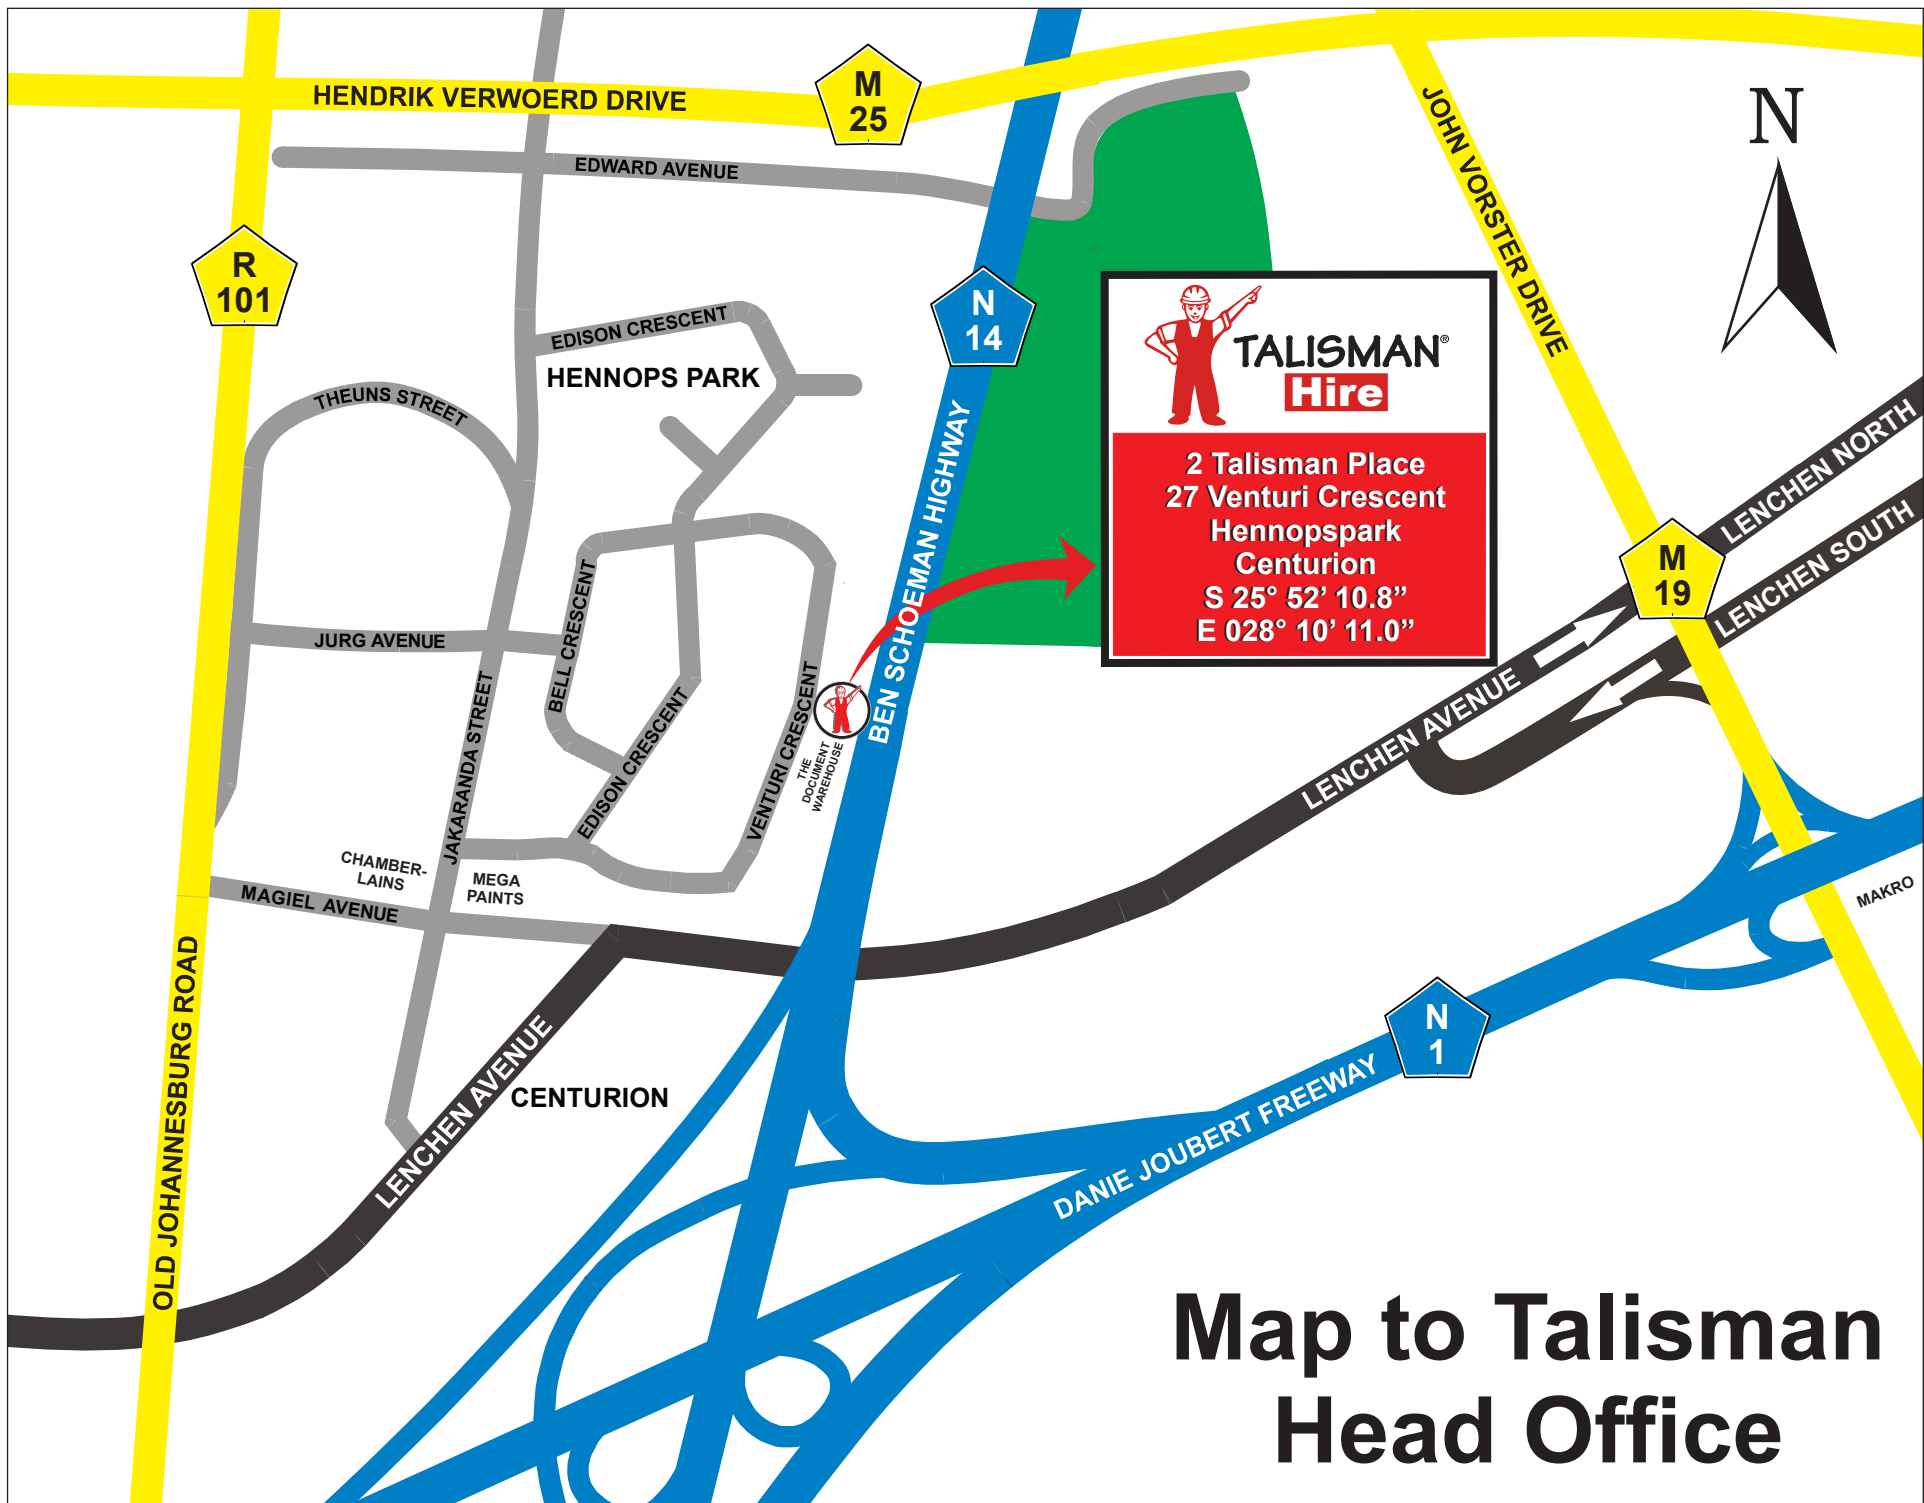 HENDRIK VERWOERD DRIVE
M
25
N
JOHN VORSTER DRIVE
EDWARD AVENUE
R
101
N
14
EDISON CRESCENT
HENNOPS PARK
THEUNS STREET
TALISMAN®
Hire
2 Talisman Place
27 Venturi Crescent
Hennopspark
Centurion
S 25° 52’ 10.8”
E 028° 10’ 11.0”
LENCHEN NORTH
LENCHEN SOUTH
M
19
BEN SCHOEMAN HIGHWAY
JURG AVENUE
BELL CRESCENT
JAKARANDA STREET
EDISON CRESCENT
VENTURI CRESCENT
THE
DOCUMENT
WAREHOUSE
LENCHEN AVENUE
CHAMBER-
LAINS
MEGA
PAINTS
MAGIEL AVENUE
MAKRO
OLD JOHANNESBURG ROAD
LENCHEN AVENUE
CENTURION
N
1
DANIE JOUBERT FREEWAY
Map to Talisman
Head Office